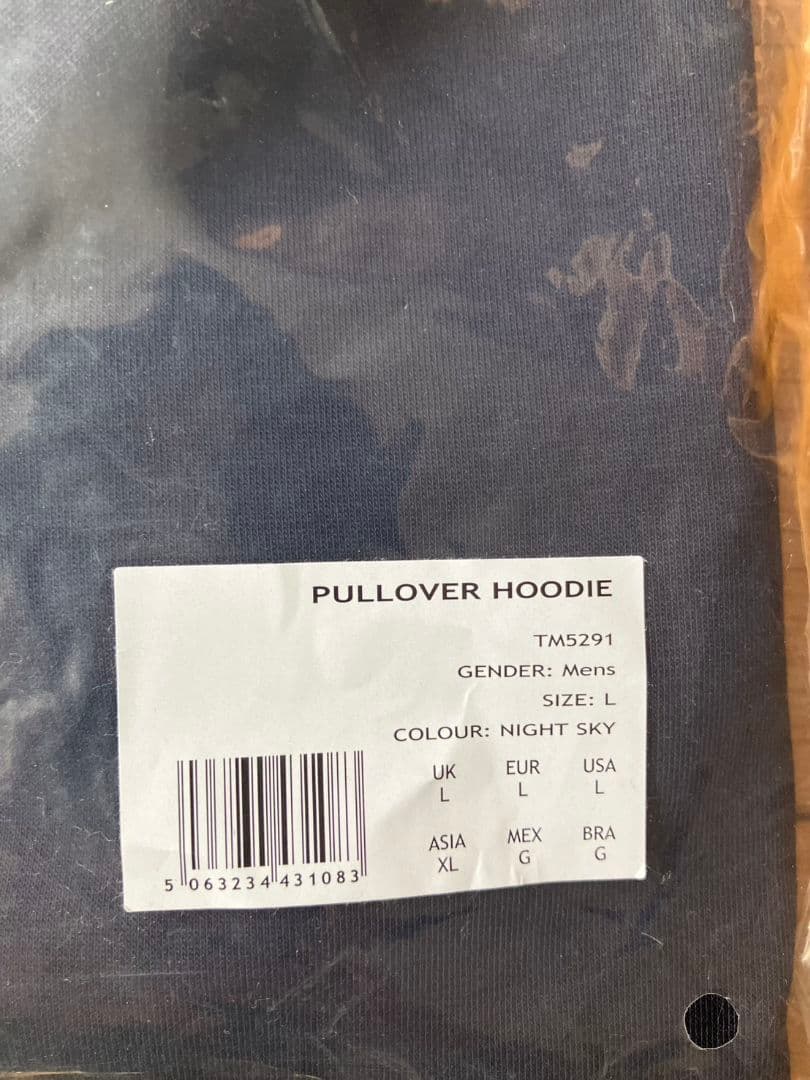 PULLOVER HOODIE
TM5291
GENDER: Mens
SIZE: L
COLOUR: NIGHT SKY
UK EUR USA
L L L
ASIA MEX BRA
XL G G
5 063234 431083